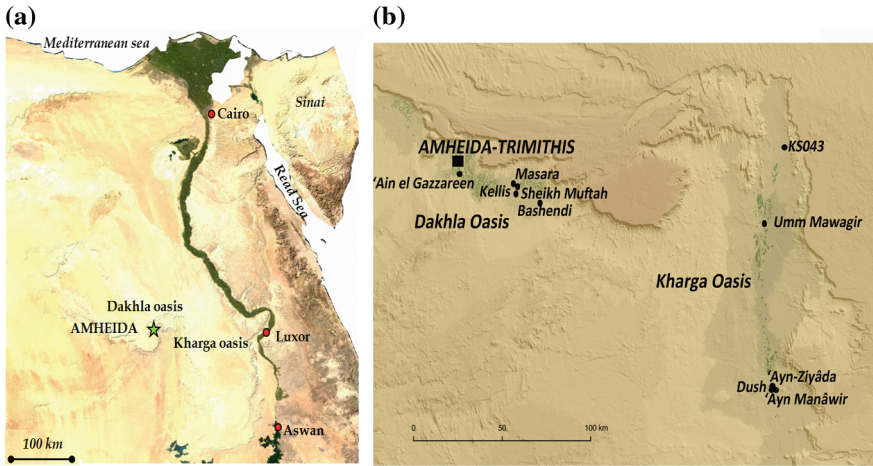 (a)
Mediterranean sea
Sinai
Cairo
Read Sea
Dakhla oasis
AMHEIDA
Kharga oasis
Luxor
Aswan
100 km
(b)
AMHEIDA-TRIMITHIS
KS043
'Ain el Gazzareen
Masara
Kellis
Sheikh Muftah
Bashendi
Dakhla Oasis
Umm Mawagir
Kharga Oasis
'Ayn-Ziyâda
Dush
'Ayn Manâwir
0 50 100 km